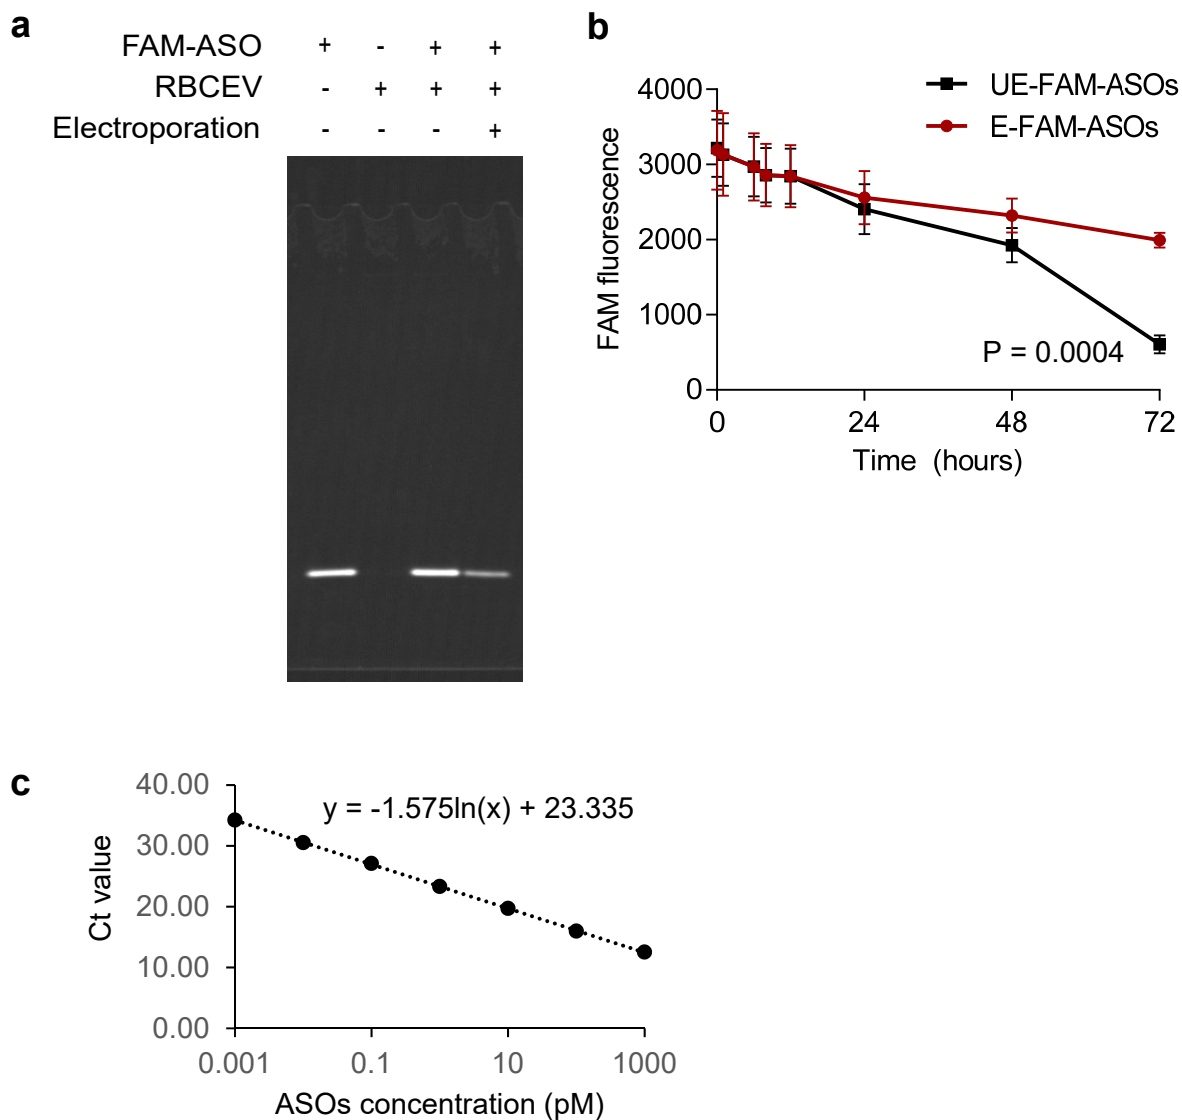 a
FAM-ASO + - + +
RBCEV - + + +
Electroporation - - - +
b
UE-FAM-ASOs
E-FAM-ASOs
4000
3000
2000
1000
0
FAM fluorescence
P = 0.0004
0 24 48 72
Time (hours)
c
40.00
30.00
20.00
10.00
0.00
Ct value
y = -1.575ln(x) + 23.335
0.001 0.1 10 1000
ASOs concentration (pM)